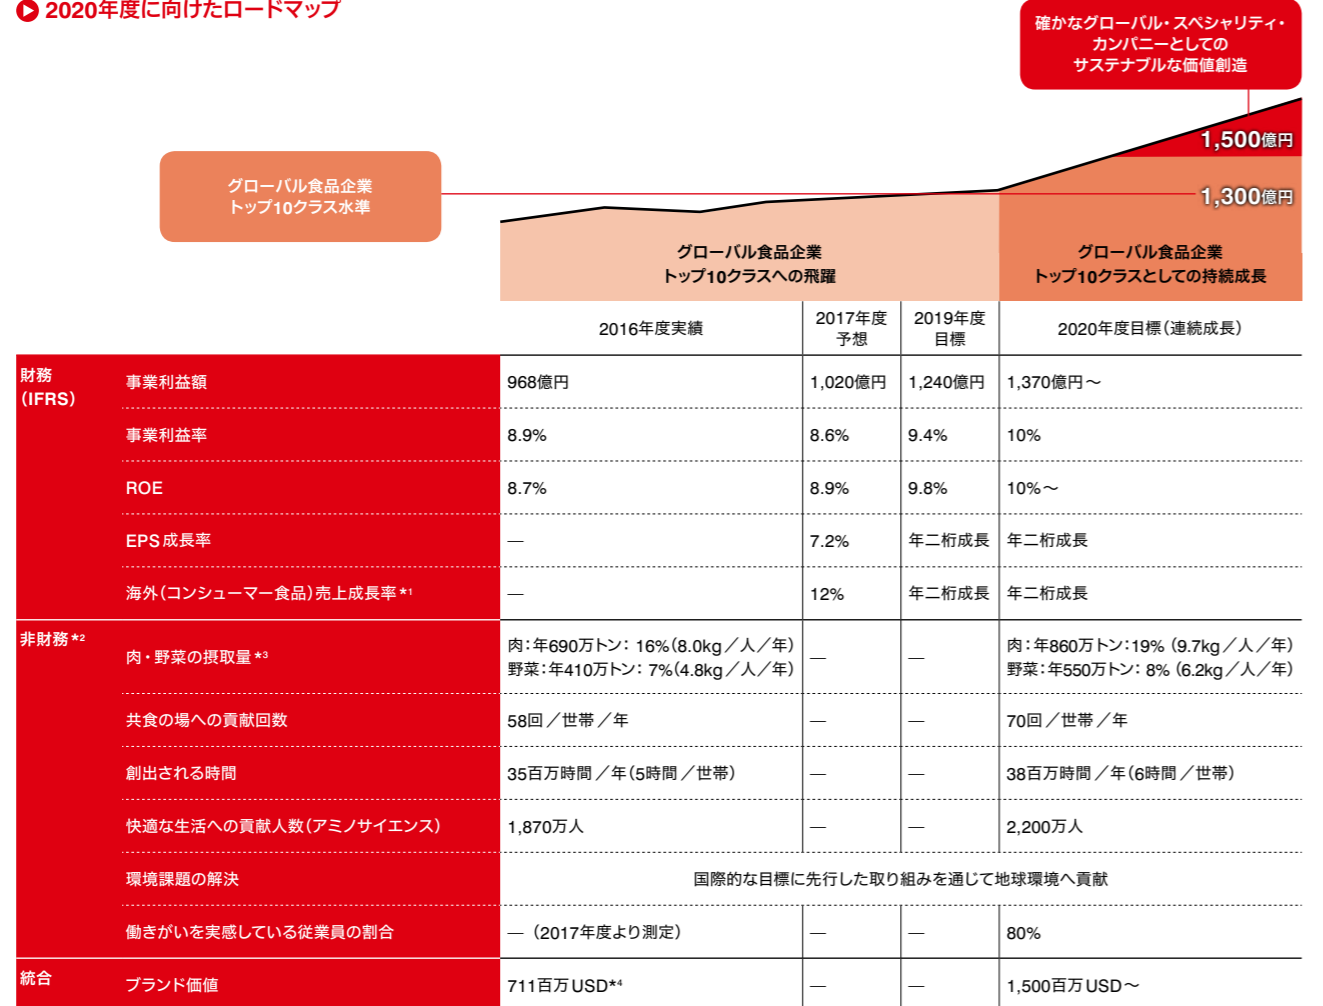 2020年度に向けたロードマップ
確かなグローバル・スペシャリティ・
カンパニーとしての
サステナブルな価値創造
1,500億円
グローバル食品企業
トップ10クラス水準
1,300億円
グローバル食品企業
トップ10クラスへの飛躍
グローバル食品企業
トップ10クラスとしての持続成長
2016年度実績
2017年度
予想
2019年度
目標
2020年度目標（連続成長）
財務
（IFRS）
事業利益額 968億円 1,020億円 1,240億円 1,370億円～
事業利益率 8.9% 8.6% 9.4% 10%
ROE 8.7% 8.9% 9.8% 10%～
EPS成長率 — 7.2% 年二桁成長 年二桁成長
海外（コンシューマー食品）売上成長率*1 — 12% 年二桁成長 年二桁成長
非財務*2
肉・野菜の摂取量*3
肉：年690万トン： 16%（8.0kg／人／年）
野菜：年410万トン： 7%（4.8kg／人／年）
— —
肉：年860万トン：19% （9.7kg／人／年）
野菜：年550万トン： 8% （6.2kg／人／年）
共食の場への貢献回数 58回／世帯／年 — — 70回／世帯／年
創出される時間 35百万時間／年（5時間／世帯） — — 38百万時間／年（6時間／世帯）
快適な生活への貢献人数（アミノサイエンス） 1,870万人 — — 2,200万人
環境課題の解決 国際的な目標に先行した取り組みを通じて地球環境へ貢献
働きがいを実感している従業員の割合 —（2017年度より測定） — — 80%
統合
ブランド価値 711百万USD*4 — — 1,500百万USD～